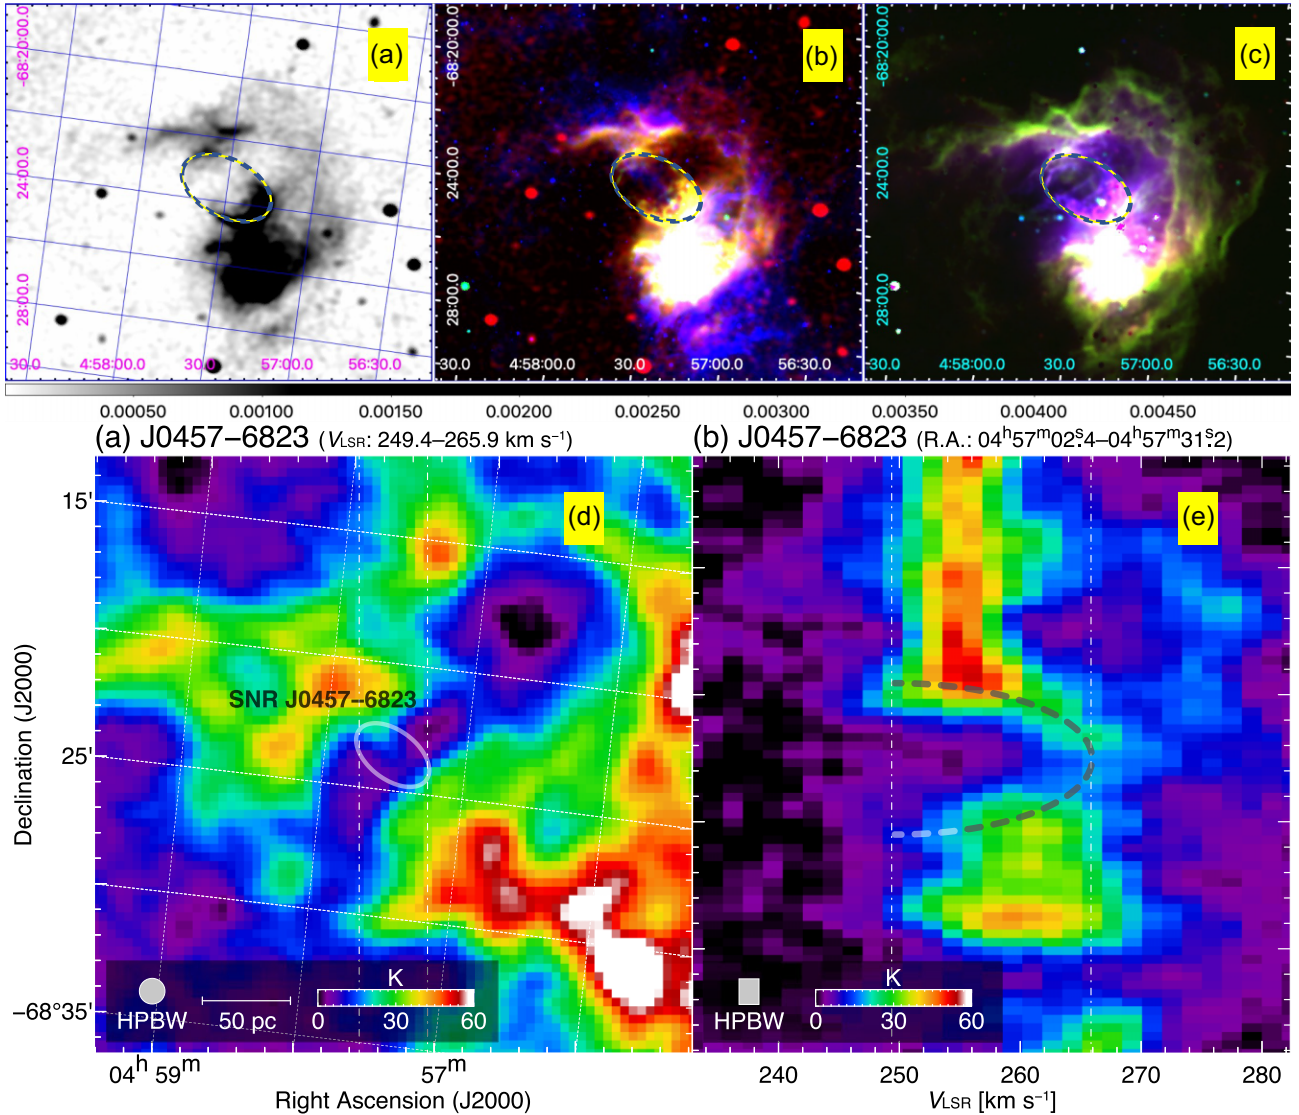 (a)
(b)
(c)
-68:20:00.0
24:00.0
28:00.0
30.0 4:58:00.0 30.0 57:00.0 56:30.0
-68:20:00.0
24:00.0
28:00.0
30.0 4:58:00.0 30.0 57:00.0 56:30.0
-68:20:00.0
24:00.0
28:00.0
30.0 4:58:00.0 30.0 57:00.0 56:30.0
0.00050 0.00100 0.00150 0.00200 0.00250 0.00300 0.00350 0.00400 0.00450
(a) J0457−6823 (VLSR: 249.4–265.9 km s⁻¹)
(d)
15'
25'
−68°35'
Declination (J2000)
SNR J0457−6823
HPBW
50 pc
K
0 30 60
04ʰ 59ᵐ 57ᵐ
Right Ascension (J2000)
(b) J0457−6823 (R.A.: 04ʰ57ᵐ02ˢ.4–04ʰ57ᵐ31ˢ.2)
(e)
HPBW
K
0 30 60
240 250 260 270 280
VLSR [km s⁻¹]